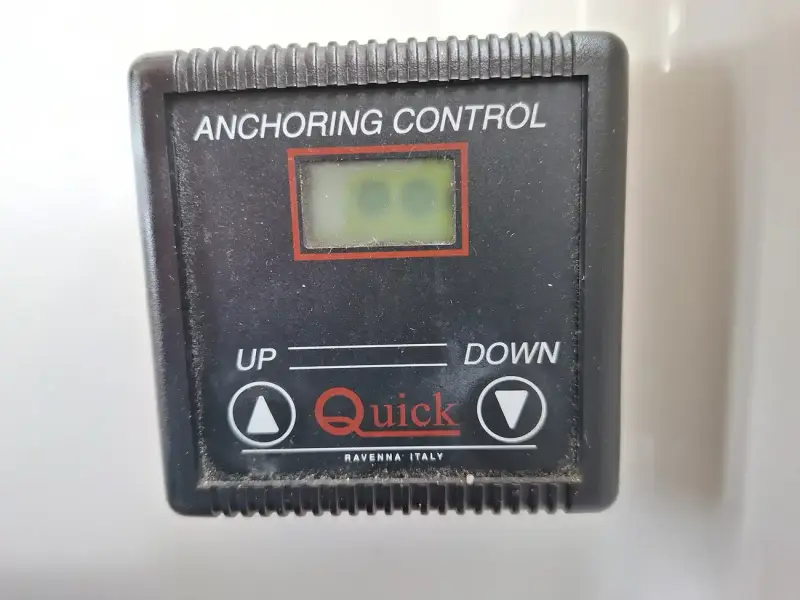 ANCHORING CONTROL
UP DOWN
Quick
RAVENNA ITALY